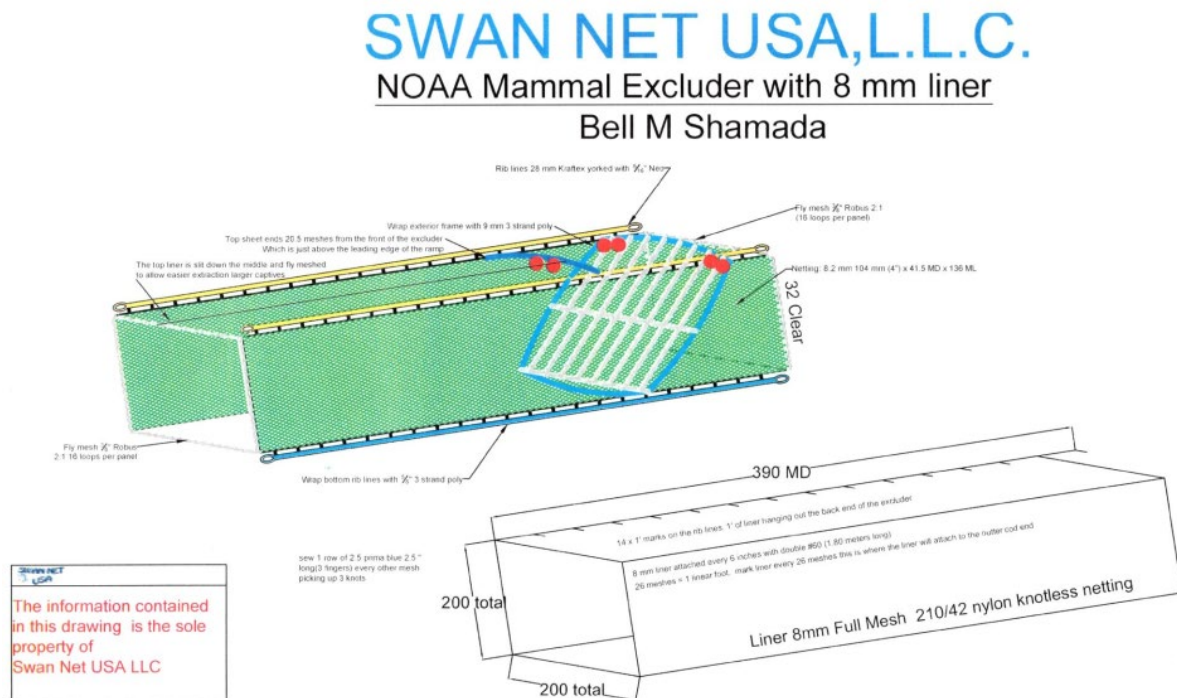 SWAN NET USA,L.L.C.
NOAA Mammal Excluder with 8 mm liner
Bell M Shamada
Rib lines 28 mm Kraftex yorked with 5/16" Neo
Fly mesh Robus 2:1
(16 loops per panel)
Wrap exterior frame with 9 mm 3 strand poly
Top sheet ends 20.5 meshes from the front of the excluder
Which is just above the leading edge of the ramp
The top liner is slit down the middle and fly meshed
to allow easier extraction larger captives
Netting: 8.2 mm 104 mm (4") x 41.5 MD x 136 ML
32 Clear
Fly mesh Robus
2:1 16 loops per panel
Wrap bottom rib lines with 3 strand poly
390 MD
14 x 1' marks on the rib lines. 1' of liner hanging out the back end of the excluder
8 mm liner attached every 6 inches with double #60 (1.80 meters long)
26 meshes = 1 linear foot. mark liner every 26 meshes this is where the liner will attach to the outter cod end
sew 1 row of 2.5 prima blue 2.5 "
long(3 fingers) every other mesh
picking up 3 knots
200 total
Liner 8mm Full Mesh 210/42 nylon knotless netting
200 total
SWAN NET
USA
The information contained
in this drawing is the sole
property of
Swan Net USA LLC